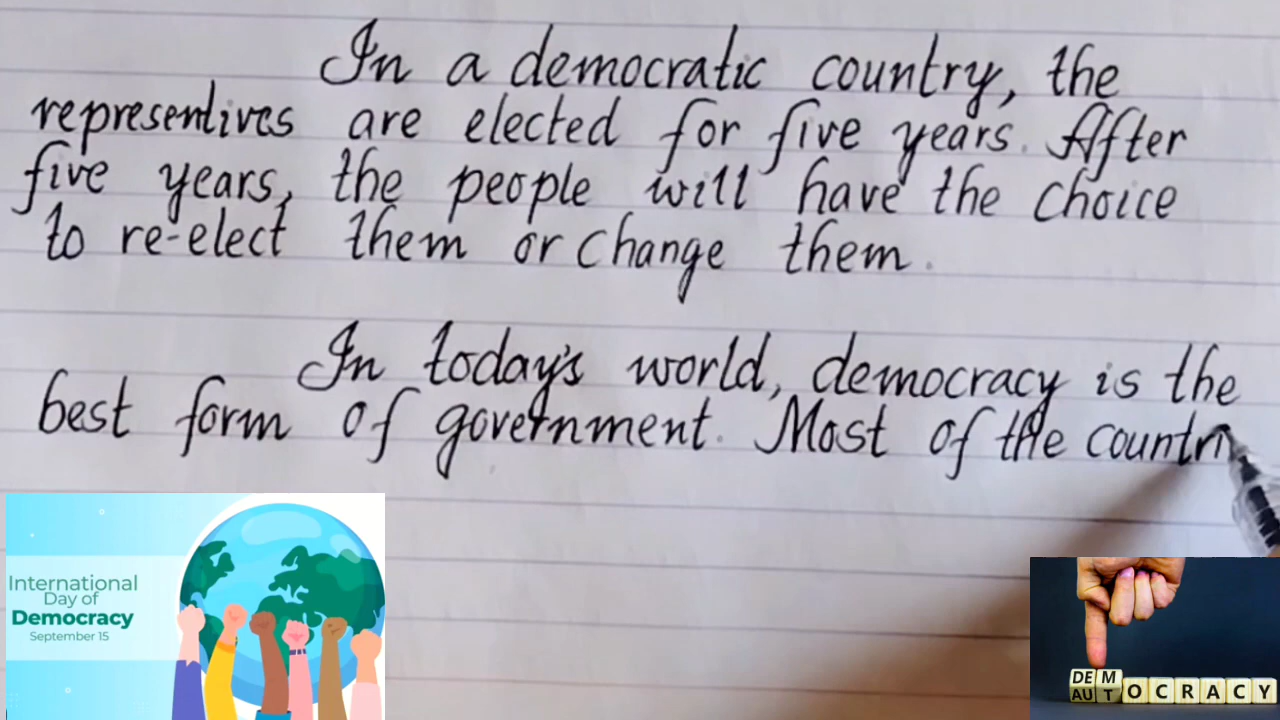 In a democratic country, the
representives are elected for five years. After
five years, the people will have the choice
to re-elect them or change them.
In today's world, democracy is the
best form of government. Most of the countri
International
Day of
Democracy
September 15
DEM
AUTOCRACY